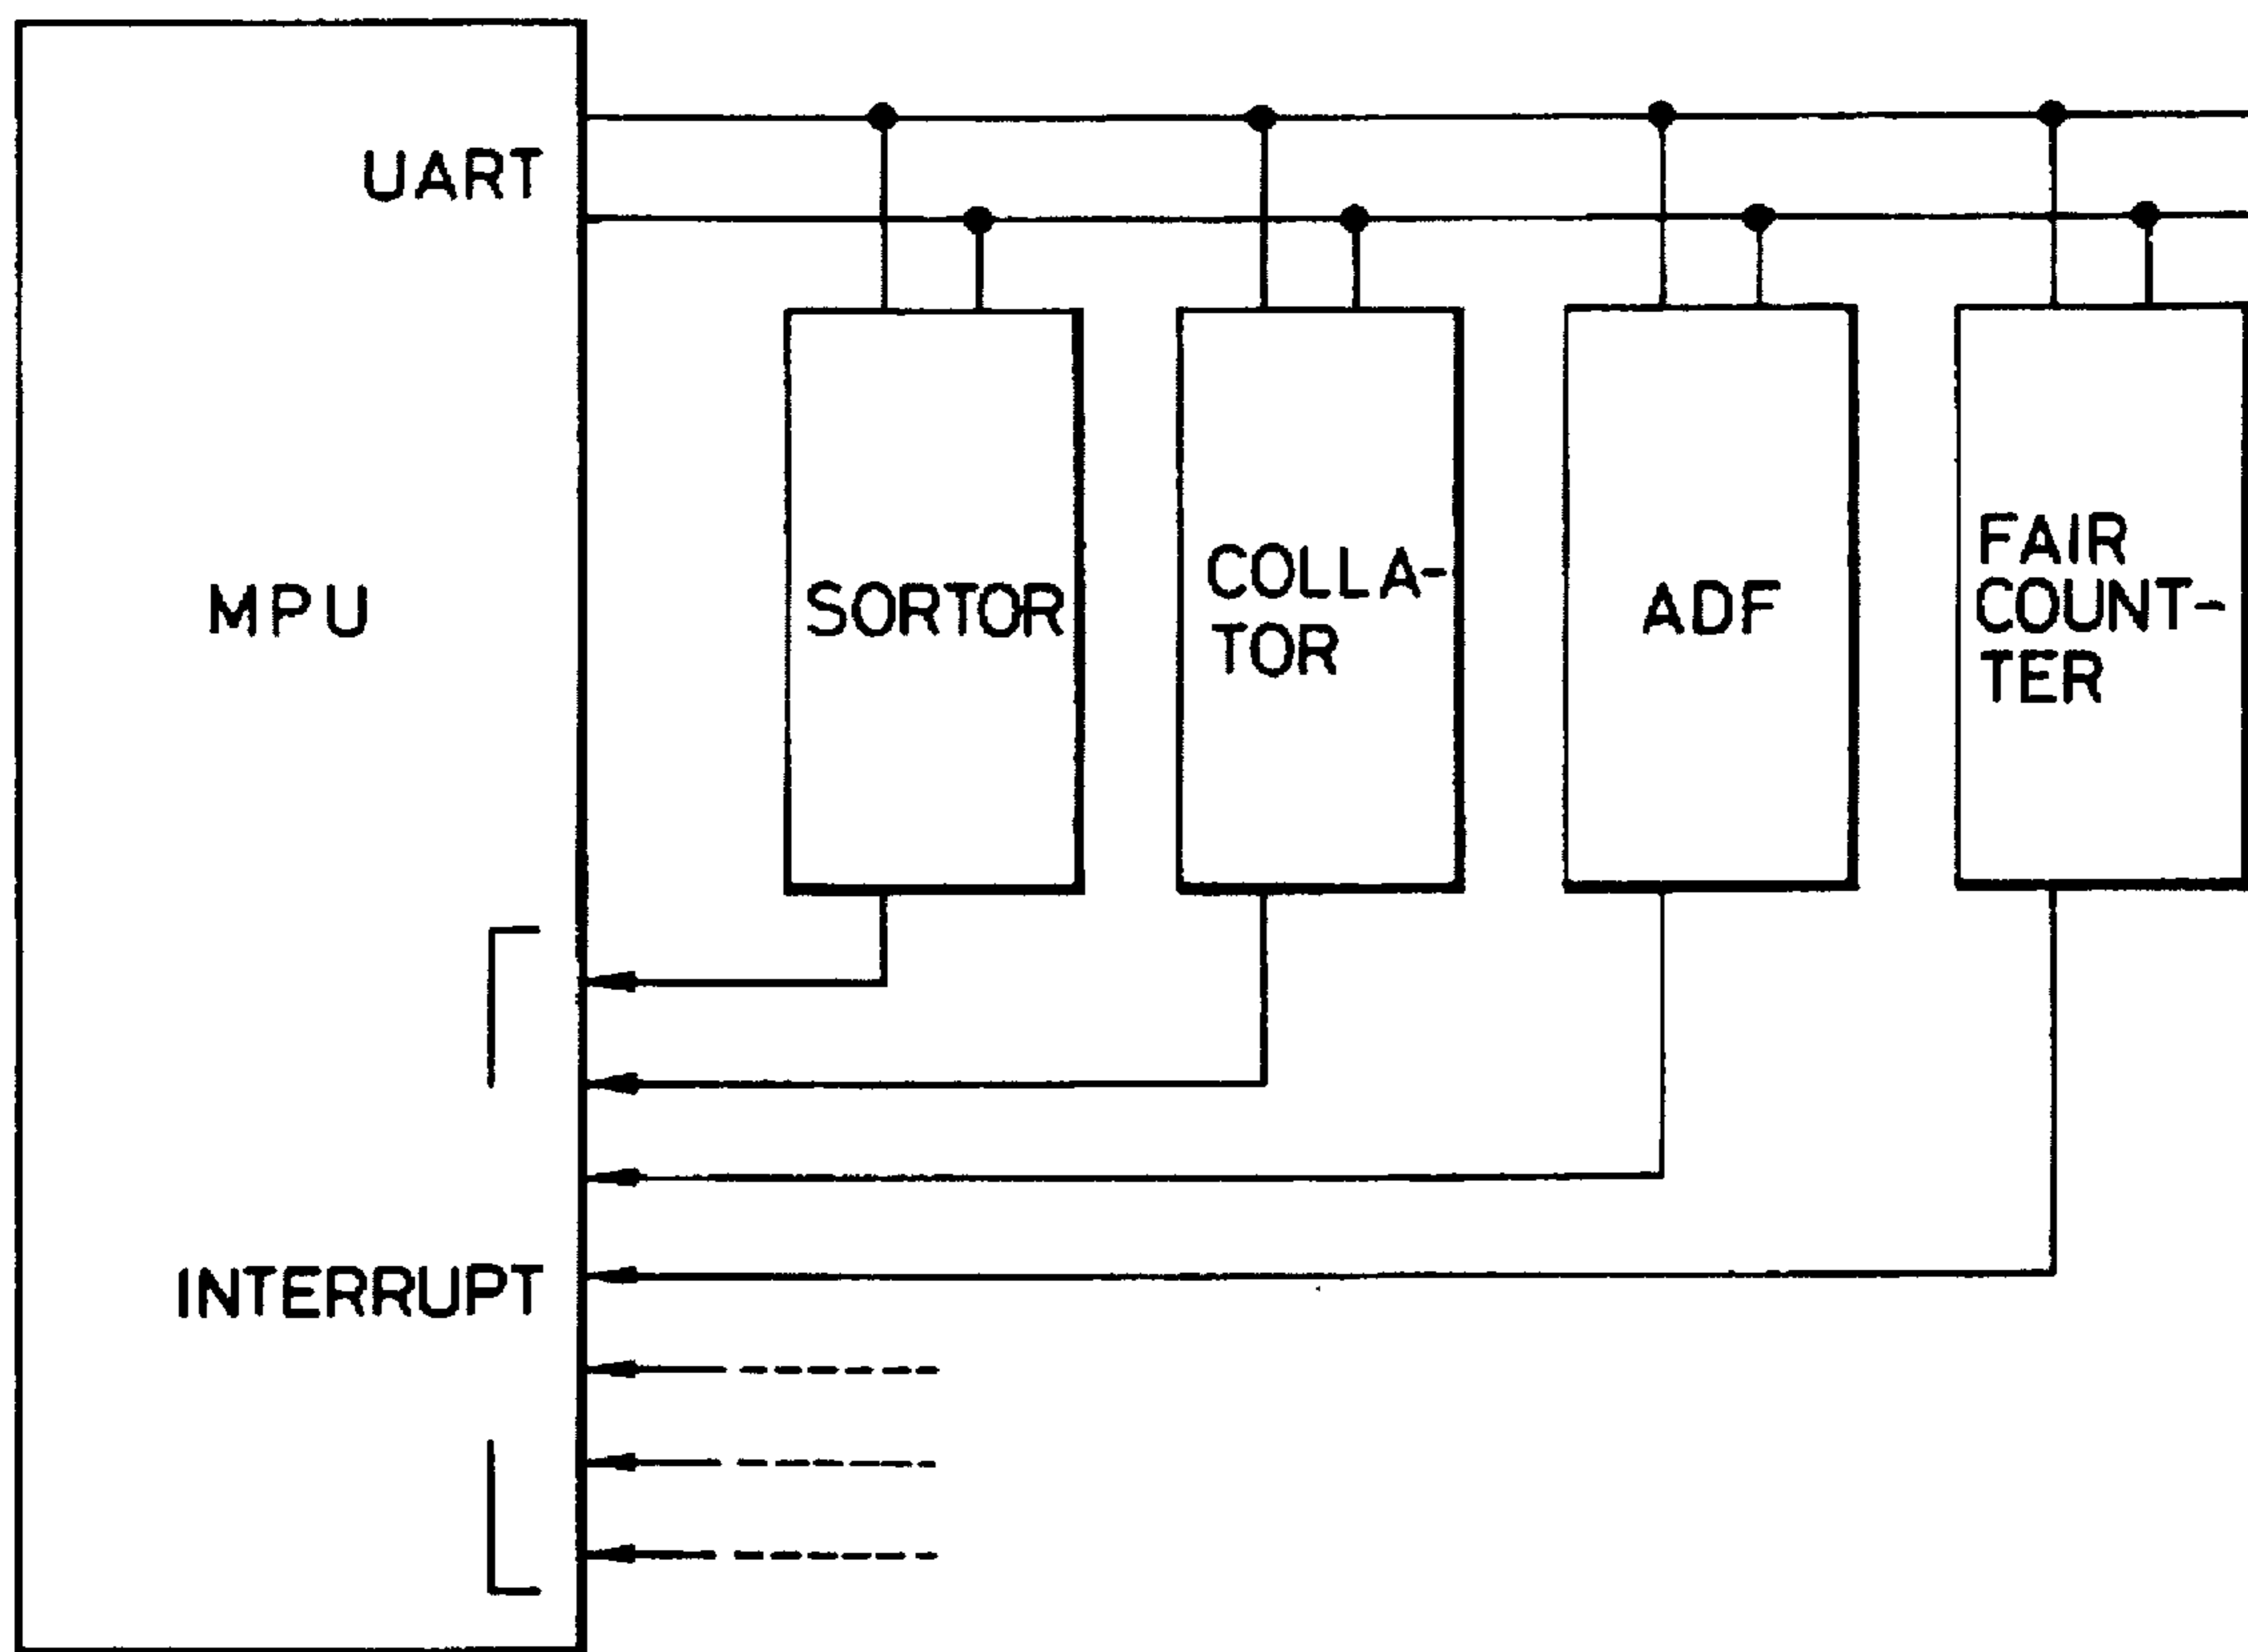 UART
MPU
SORTOR
COLLA-
TOR
ADF
FAIR
COUNT-
TER
INTERRUPT